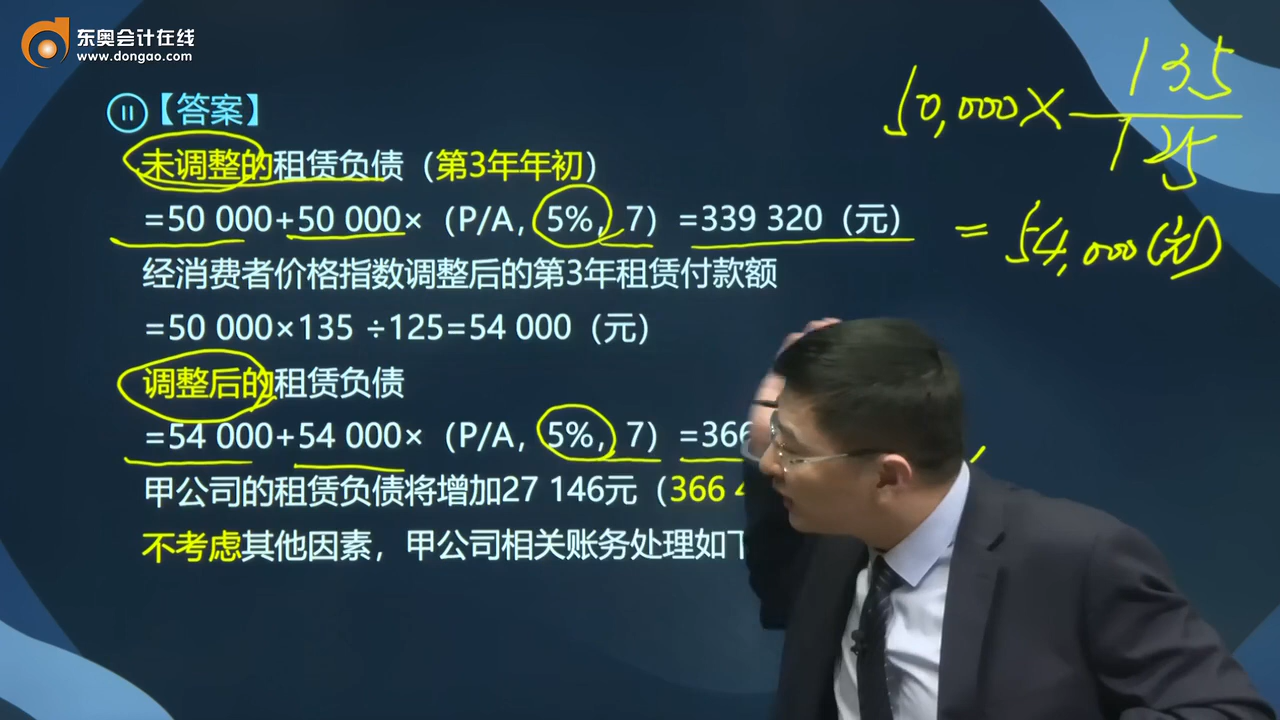 东奥会计在线
www.dongao.com
【答案】
未调整的租赁负债（第3年年初）
=50 000+50 000×（P/A，5%，7）=339 320（元）
经消费者价格指数调整后的第3年租赁付款额
=50 000×135 ÷125=54 000（元）
调整后的租赁负债
=54 000+54 000×（P/A，5%，7）=366
甲公司的租赁负债将增加27 146元（366 4
不考虑其他因素，甲公司相关账务处理如下
50,000×
135
125
= 54,000(元)